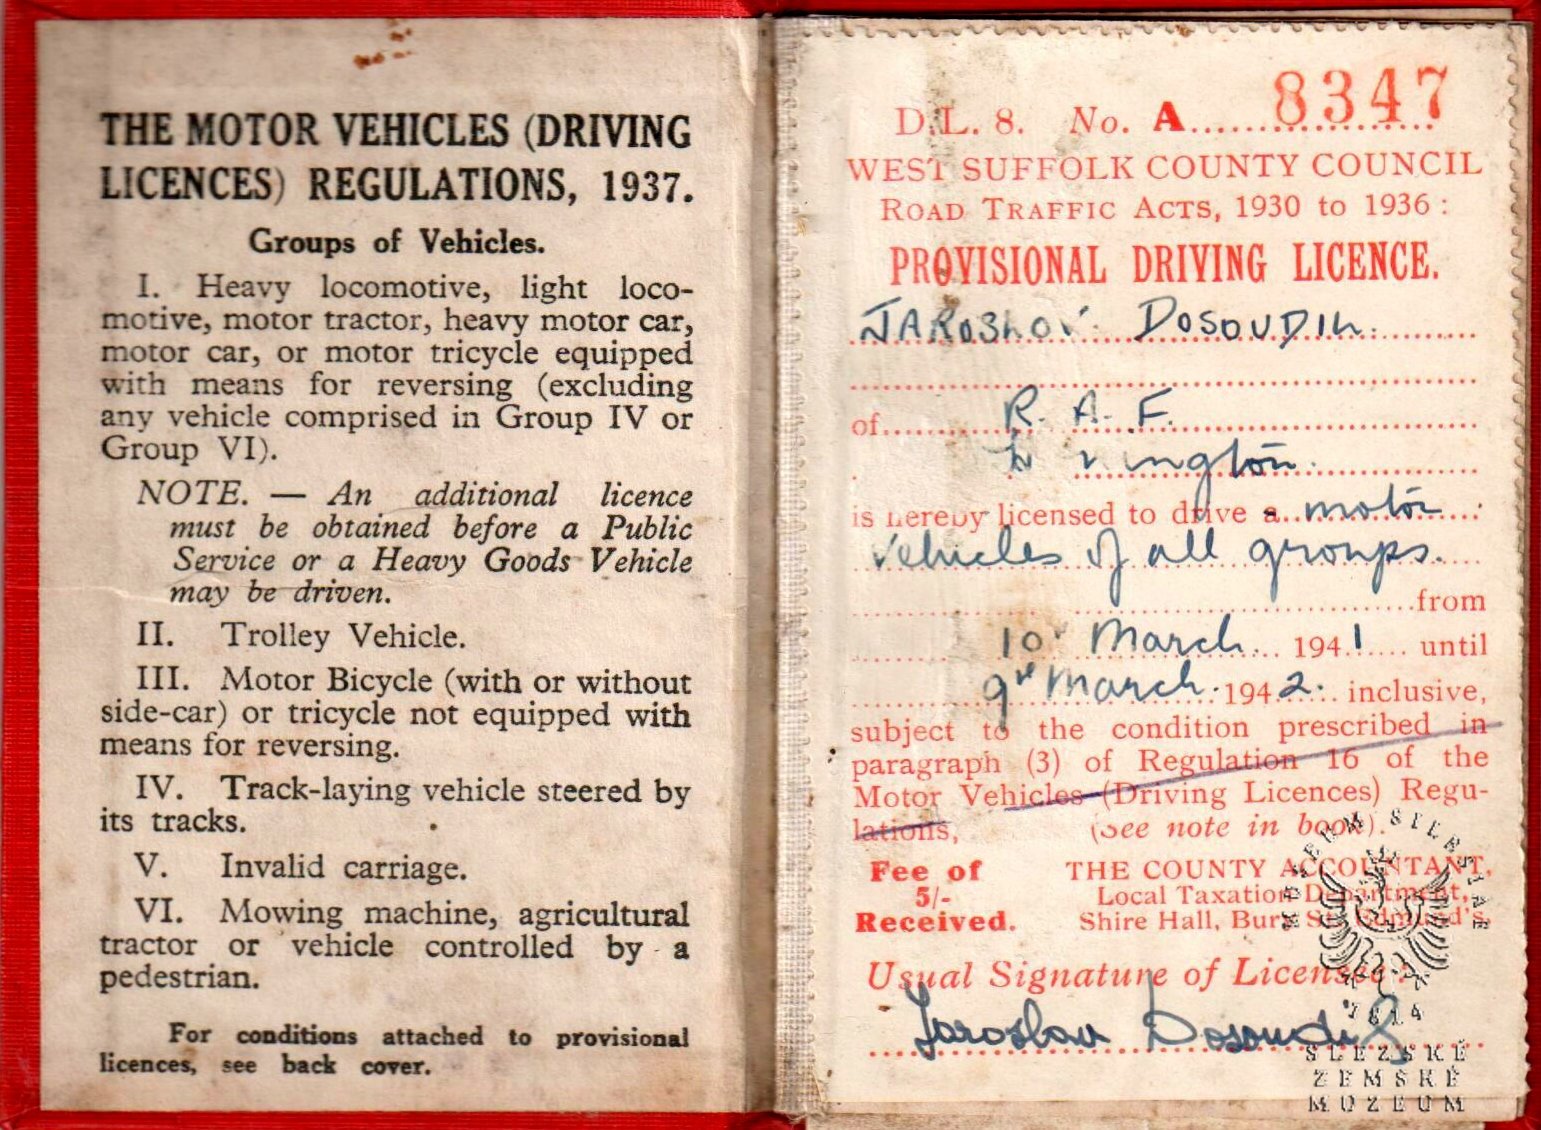 THE MOTOR VEHICLES (DRIVING
LICENCES) REGULATIONS, 1937.
Groups of Vehicles.
I. Heavy locomotive, light loco-
motive, motor tractor, heavy motor car,
motor car, or motor tricycle equipped
with means for reversing (excluding
any vehicle comprised in Group IV or
Group VI).
NOTE. — An additional licence
must be obtained before a Public
Service or a Heavy Goods Vehicle
may be driven.
II. Trolley Vehicle.
III. Motor Bicycle (with or without
side-car) or tricycle not equipped with
means for reversing.
IV. Track-laying vehicle steered by
its tracks.
V. Invalid carriage.
VI. Mowing machine, agricultural
tractor or vehicle controlled by a
pedestrian.
For conditions attached to provisional
licences, see back cover.
D.L. 8. No. A 8347
WEST SUFFOLK COUNTY COUNCIL
ROAD TRAFFIC ACTS, 1930 to 1936:
PROVISIONAL DRIVING LICENCE.
DOSOUDIL
of R. A. F.
is hereby licensed to drive a motor
vehicles of all groups.
from
10 March 1941 until
9th March 1942 inclusive,
subject to the condition prescribed in
paragraph (3) of Regulation 16 of the
Motor Vehicles (Driving Licences) Regu-
lations, (See note in book).
Fee of
5/-
Received.
THE COUNTY ACCOUNTANT,
Local Taxation Department,
Shire Hall, Bury St. Edmund's.
Usual Signature of Licensee:
Jaroslav Dosoudil
MUSEUM SILESIAE
1814
SLEZSKÉ
ZEMSKÉ
MUZEUM